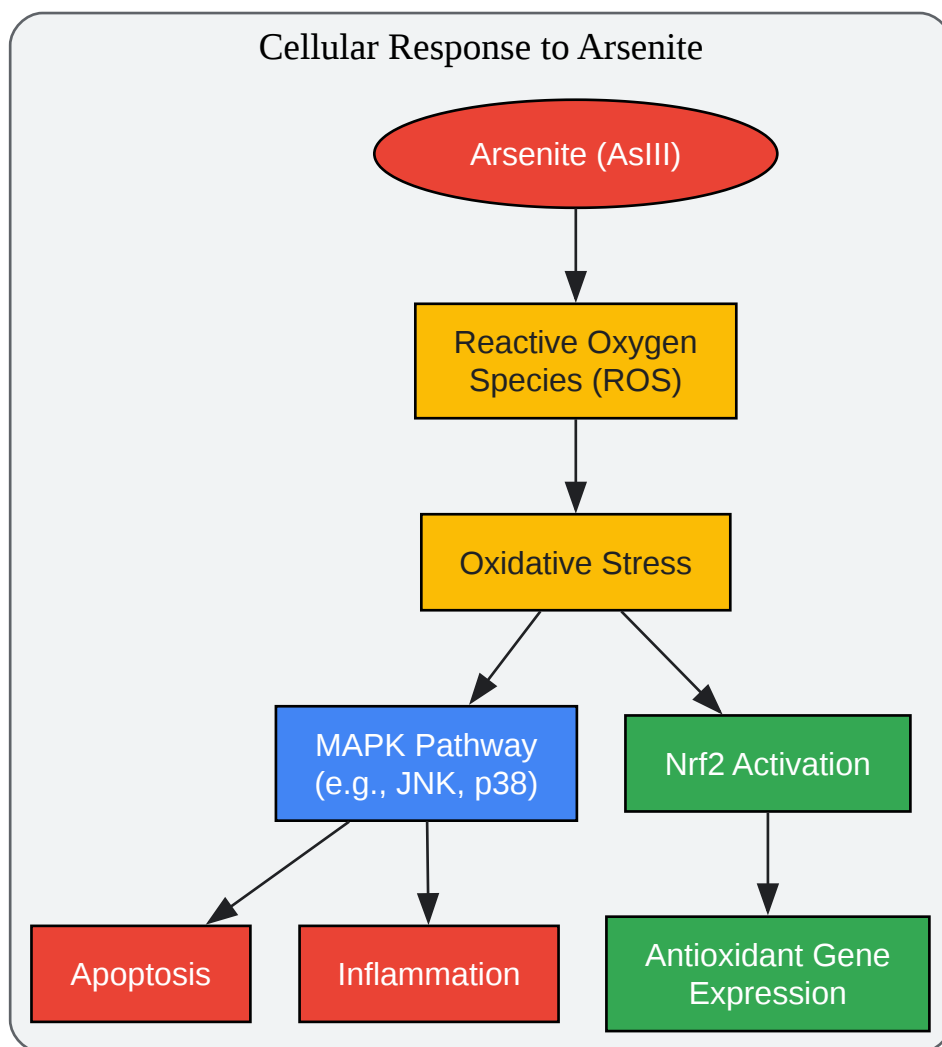 Cellular Response to Arsenite
Arsenite (AsIII)
Reactive Oxygen
Species (ROS)
Oxidative Stress
MAPK Pathway
(e.g., JNK, p38)
Nrf2 Activation
Apoptosis
Inflammation
Antioxidant Gene
Expression